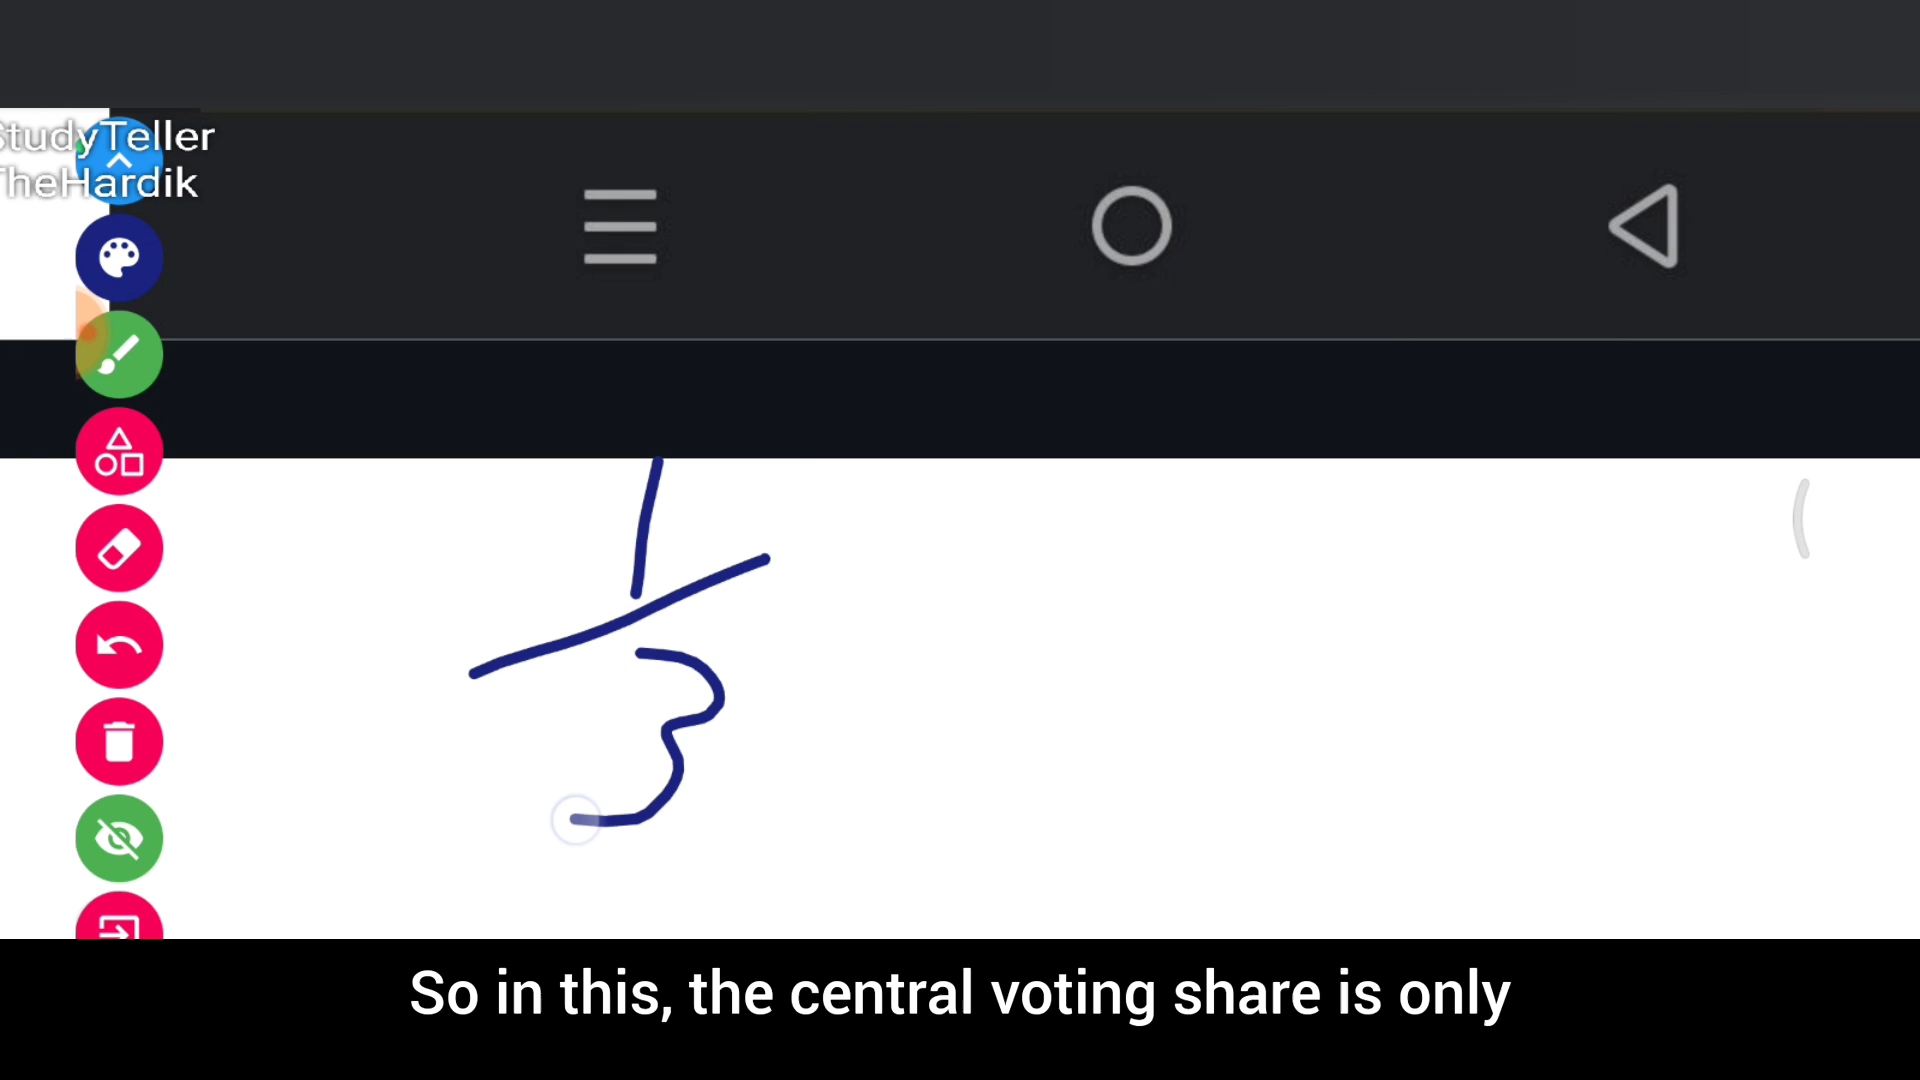 StudyTeller
TheHardik
1
3
So in this, the central voting share is only